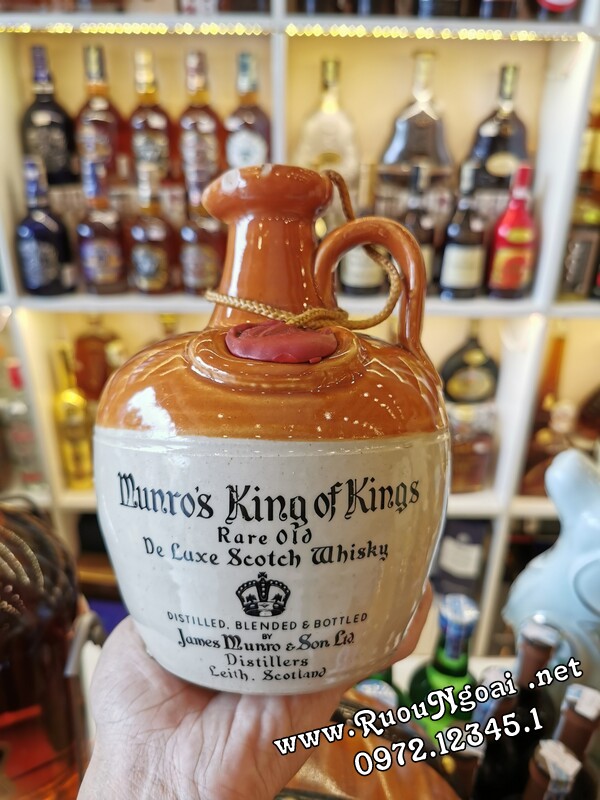 Munro's King of Kings
Rare Old
De Luxe Scotch Whisky
DISTILLED, BLENDED & BOTTLED
BY
James Munro & Son. Ltd.
Distillers
Leith, Scotland
www.RuouNgoai .net
0972.12345.1